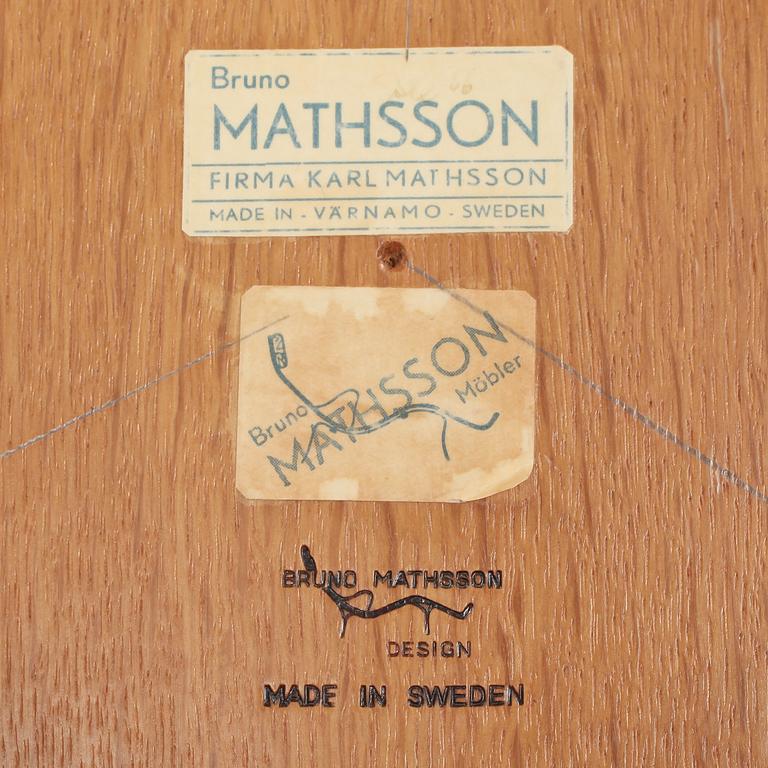 Bruno
MATHSSON
FIRMA KARL MATHSSON
MADE IN - VÄRNAMO - SWEDEN
Bruno
MATHSSON
Möbler
BRUNO MATHSSON
DESIGN
MADE IN SWEDEN